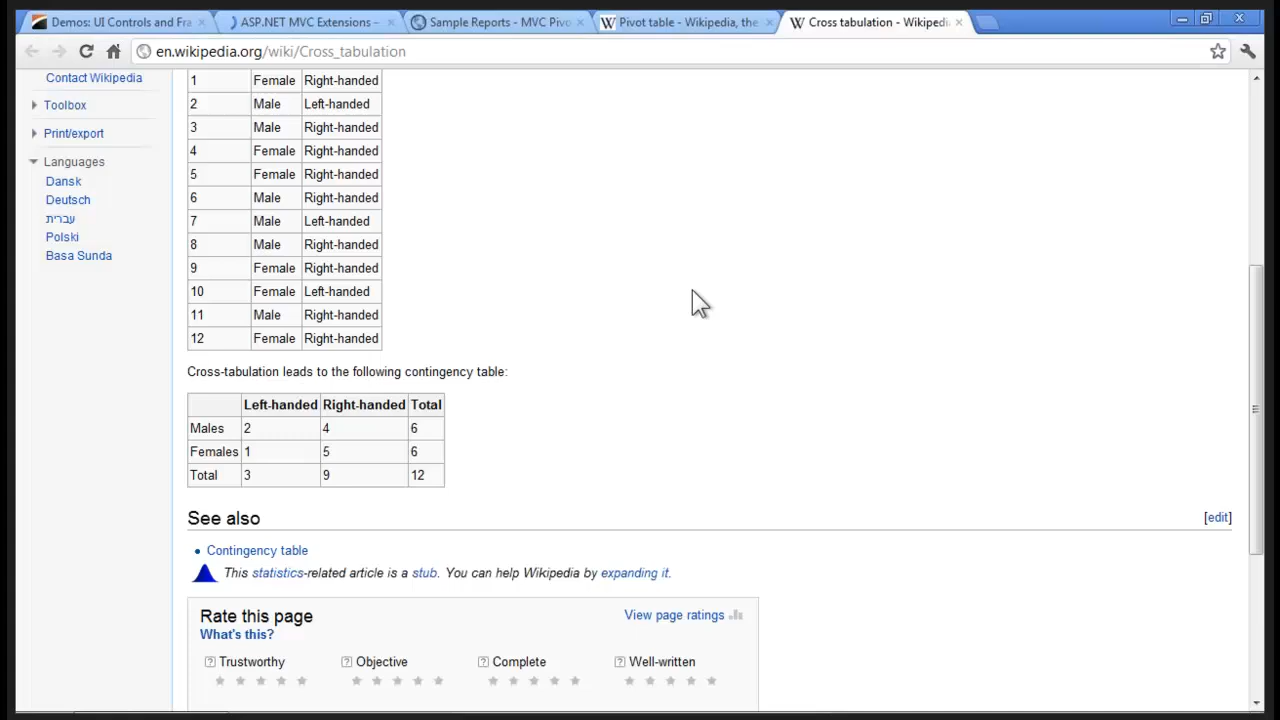 Demos: UI Controls and Fra
ASP.NET MVC Extensions –
Sample Reports - MVC Pivo
Pivot table - Wikipedia, the
Cross tabulation - Wikipedi
en.wikipedia.org/wiki/Cross_tabulation
Contact Wikipedia
Toolbox
Print/export
Languages
Dansk
Deutsch
עברית
Polski
Basa Sunda
1 Female Right-handed
2 Male Left-handed
3 Male Right-handed
4 Female Right-handed
5 Female Right-handed
6 Male Right-handed
7 Male Left-handed
8 Male Right-handed
9 Female Right-handed
10 Female Left-handed
11 Male Right-handed
12 Female Right-handed
Cross-tabulation leads to the following contingency table:
Left-handed Right-handed Total
Males 2 4 6
Females 1 5 6
Total 3 9 12
See also [edit]
Contingency table
This statistics-related article is a stub. You can help Wikipedia by expanding it.
Rate this page View page ratings
What's this?
? Trustworthy ? Objective ? Complete ? Well-written